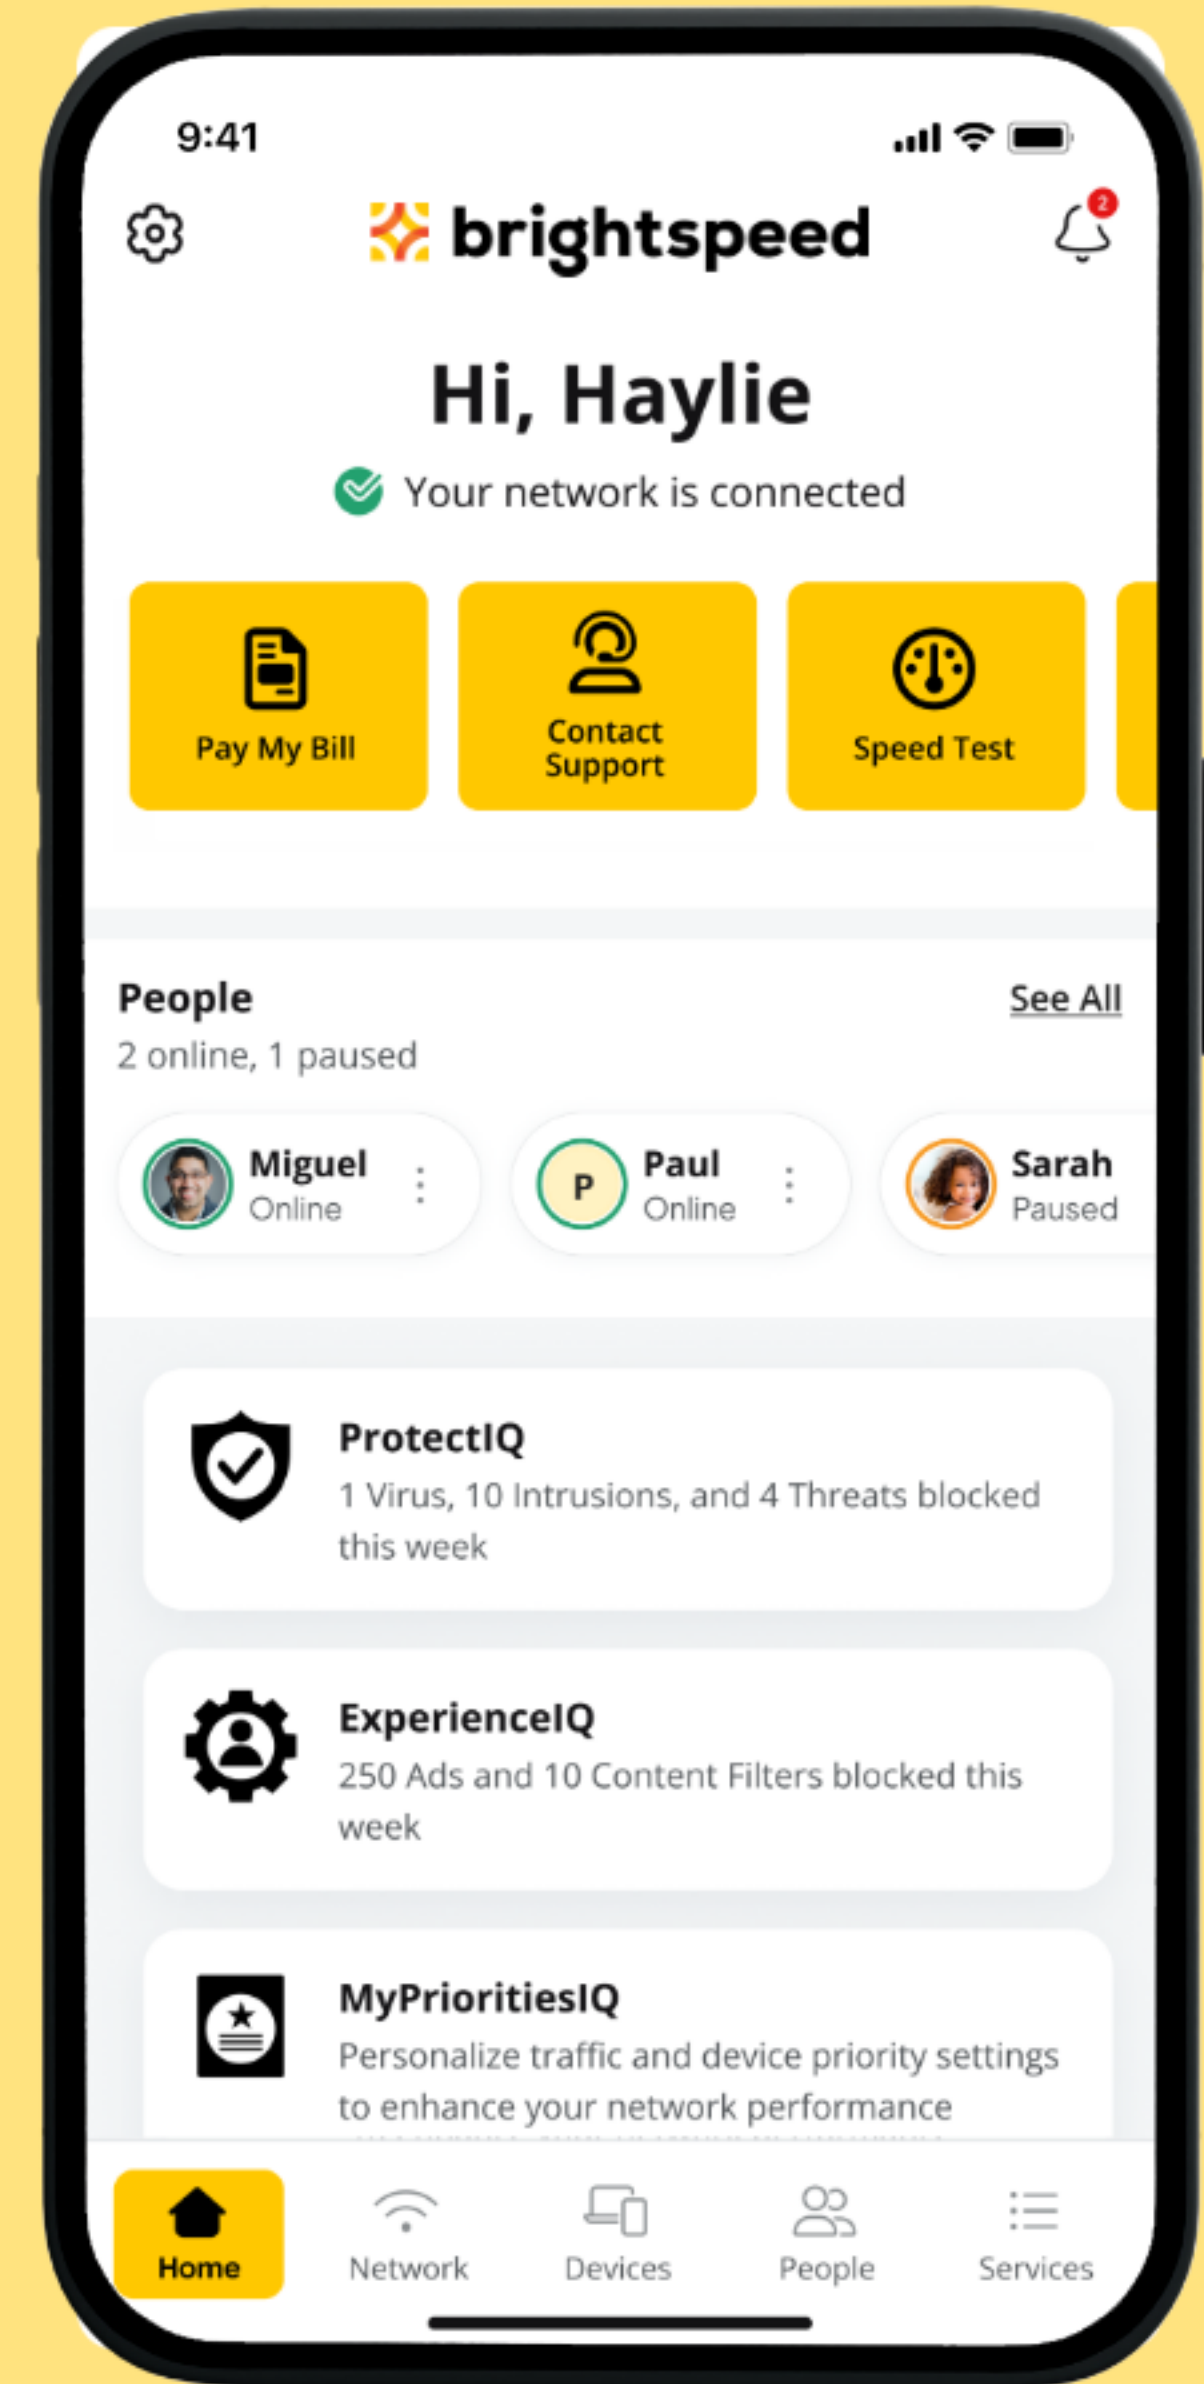 9:41
brightspeed
2
Hi, Haylie
Your network is connected
Pay My Bill
Contact
Support
Speed Test
People
See All
2 online, 1 paused
Miguel
Online
P
Paul
Online
Sarah
Paused
ProtectIQ
1 Virus, 10 Intrusions, and 4 Threats blocked
this week
ExperienceIQ
250 Ads and 10 Content Filters blocked this
week
MyPrioritiesIQ
Personalize traffic and device priority settings
to enhance your network performance
Home
Network
Devices
People
Services